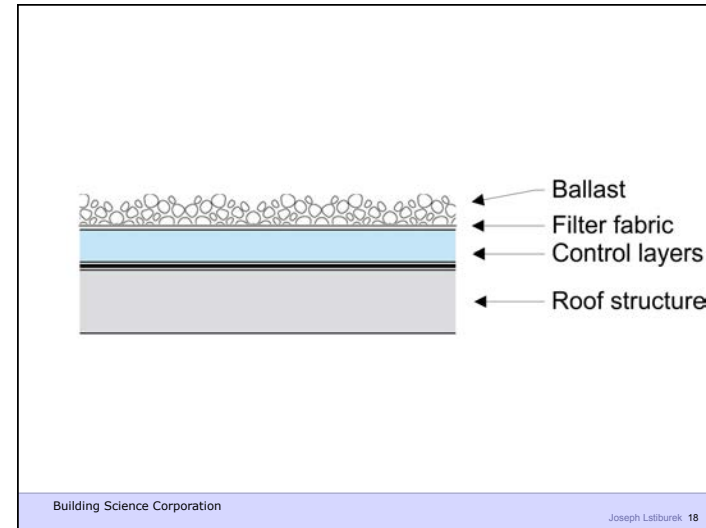 Ballast
Filter fabric
Control layers
Roof structure
Building Science Corporation
Joseph Lstiburek 18